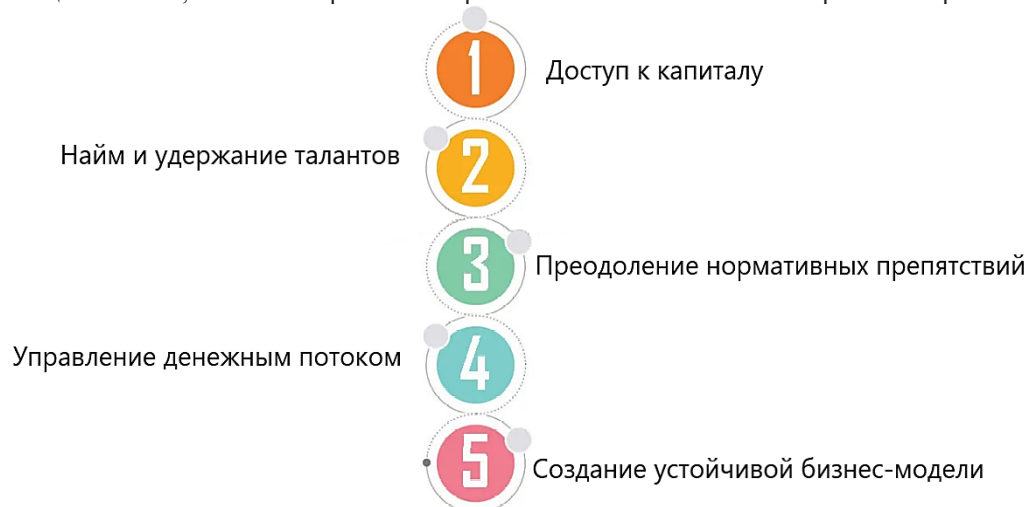 1
Доступ к капиталу
Найм и удержание талантов
2
3
Преодоление нормативных препятствий
Управление денежным потоком
4
5
Создание устойчивой бизнес-модели